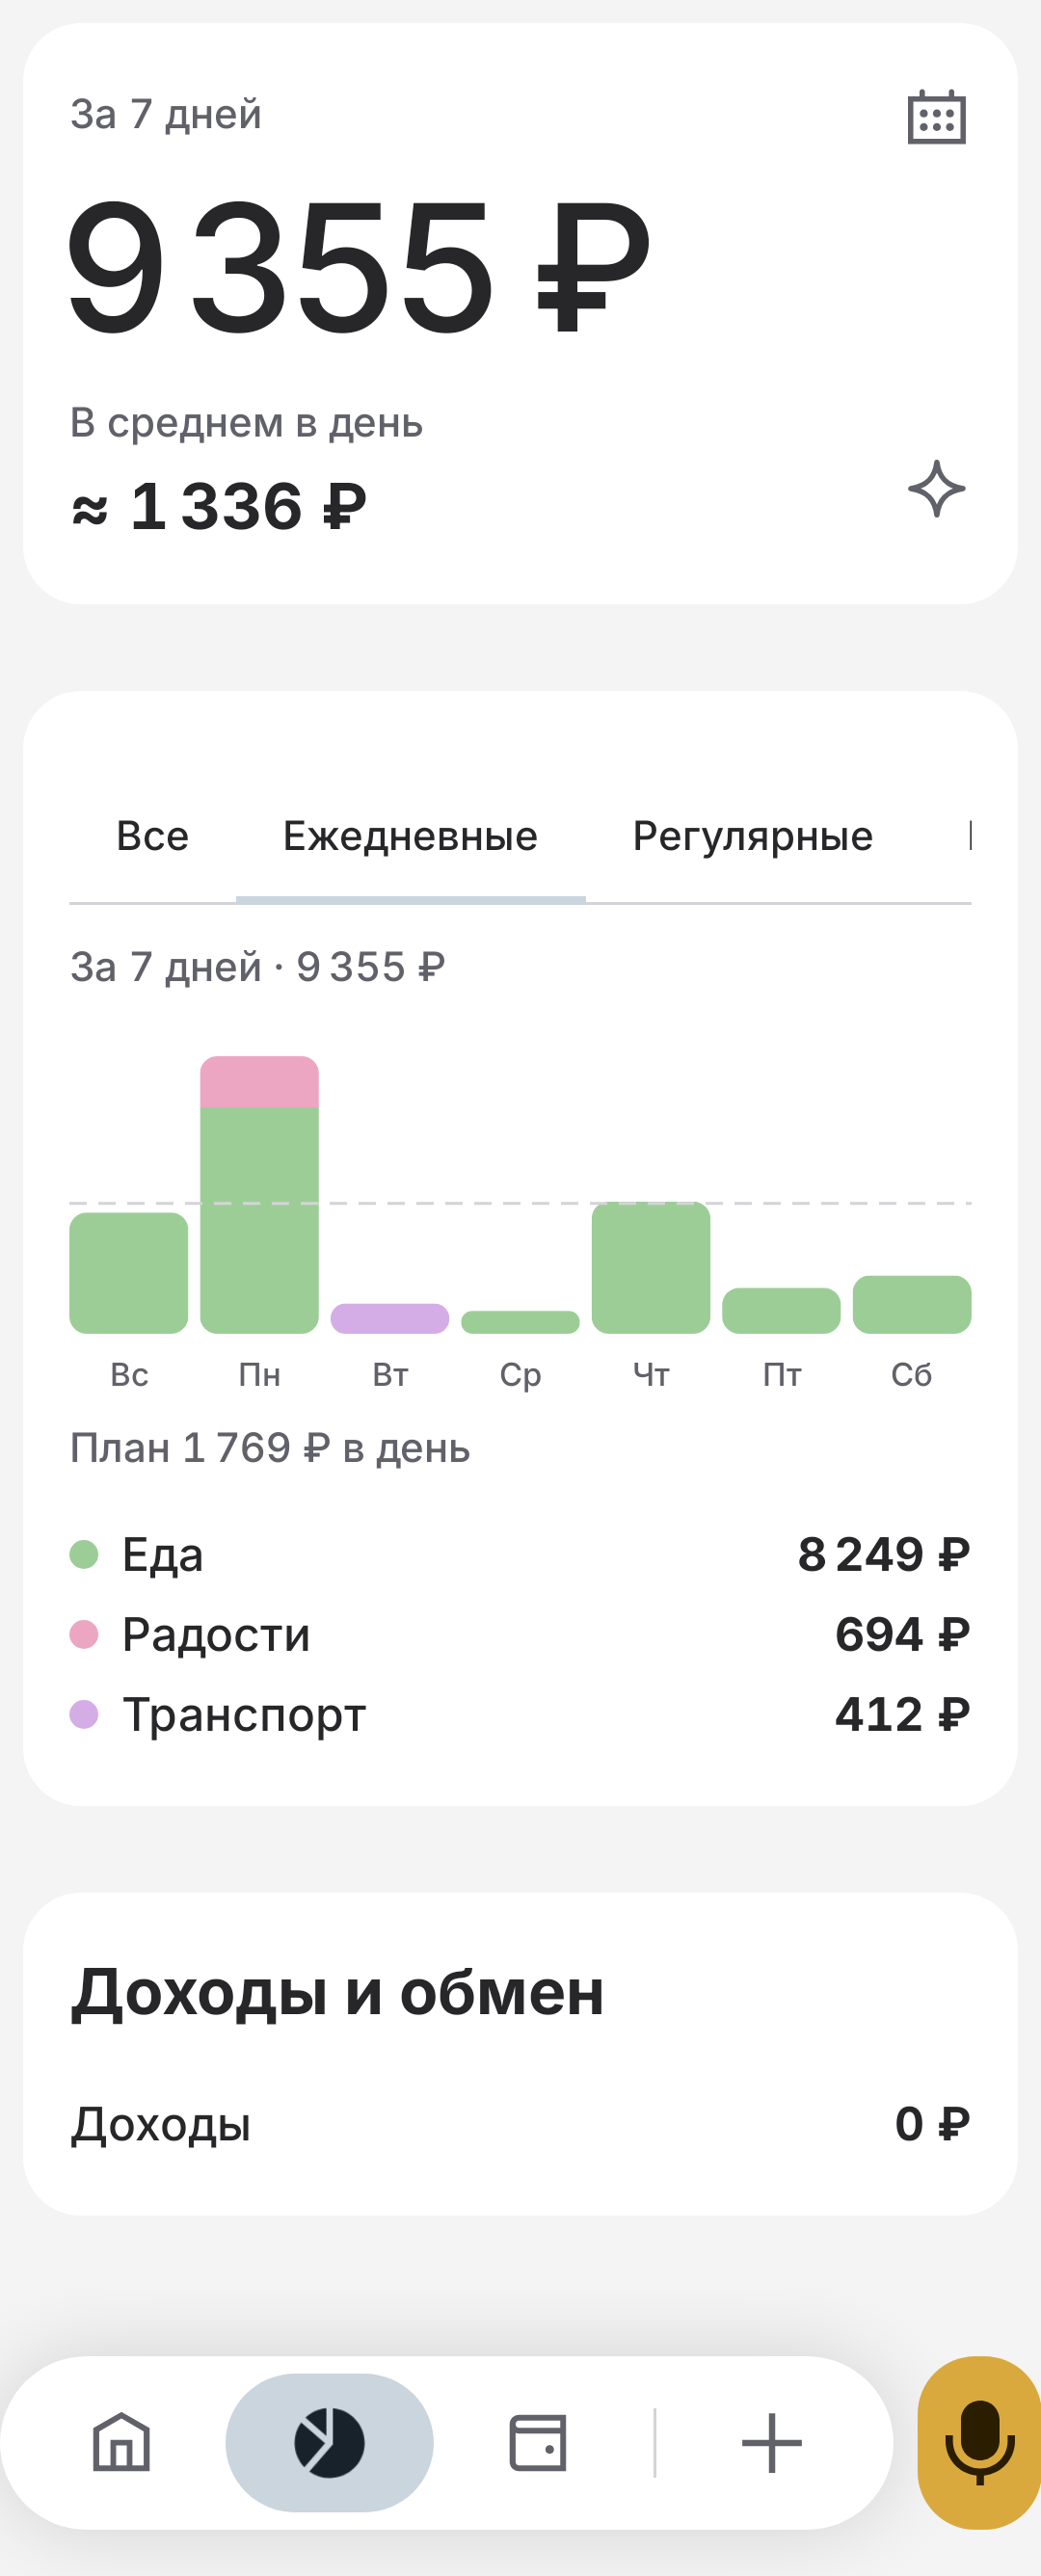 За 7 дней
9 355 ₽
В среднем в день
≈ 1 336 ₽
Все Ежедневные Регулярные
За 7 дней · 9 355 ₽
Вс Пн Вт Ср Чт Пт Сб
План 1 769 ₽ в день
Еда 8 249 ₽
Радости 694 ₽
Транспорт 412 ₽
Доходы и обмен
Доходы 0 ₽